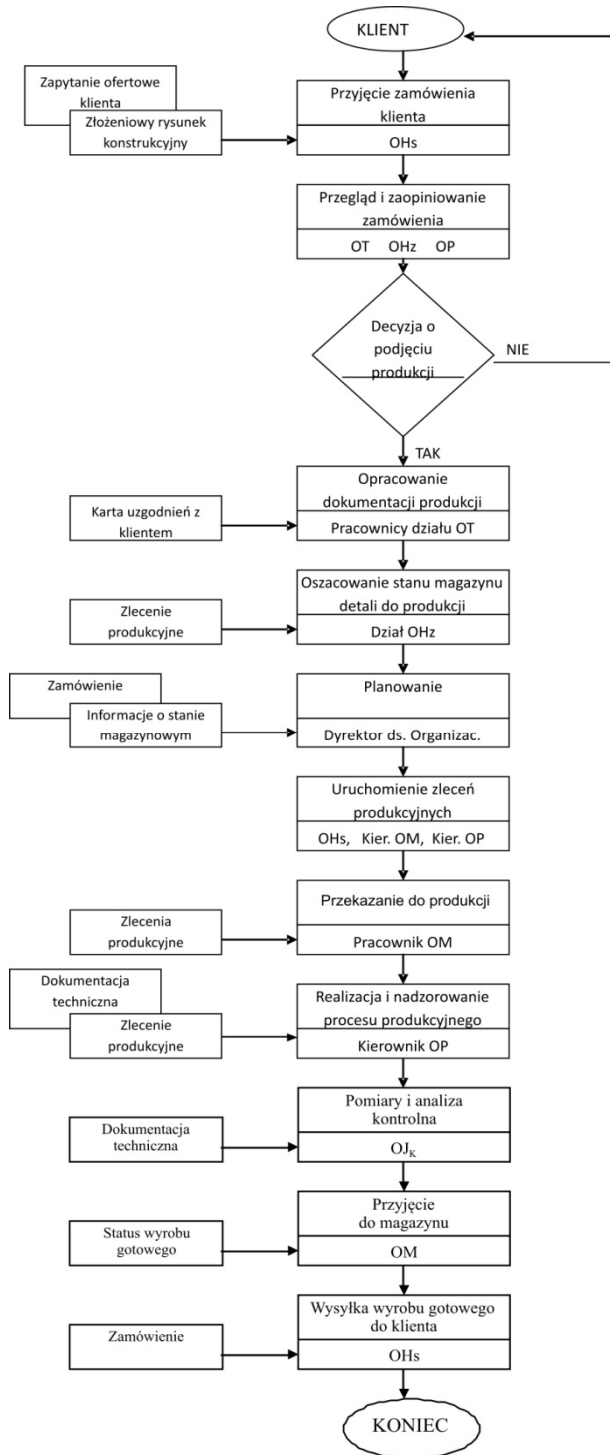 KLIENT
Zapytanie ofertowe
klienta
Złożeniowy rysunek
konstrukcyjny
Przyjęcie zamówienia
klienta
OHs
Przegląd i zaopiniowanie
zamówienia
OT OHz OP
Decyzja o
podjęciu
produkcji
NIE
TAK
Opracowanie
dokumentacji produkcji
Karta uzgodnień z
klientem
Pracownicy działu OT
Oszacowanie stanu magazynu
detali do produkcji
Zlecenie
produkcyjne
Dział OHz
Zamówienie
Informacje o stanie
magazynowym
Planowanie
Dyrektor ds. Organizac.
Uruchomienie zleceń
produkcyjnych
OHs, Kier. OM, Kier. OP
Przekazanie do produkcji
Zlecenia
produkcyjne
Pracownik OM
Dokumentacja
techniczna
Zlecenie
produkcyjne
Realizacja i nadzorowanie
procesu produkcyjnego
Kierownik OP
Pomiary i analiza
kontrolna
Dokumentacja
techniczna
OJK
Przyjęcie
do magazynu
Status wyrobu
gotowego
OM
Wysyłka wyrobu gotowego
do klienta
Zamówienie
OHs
KONIEC